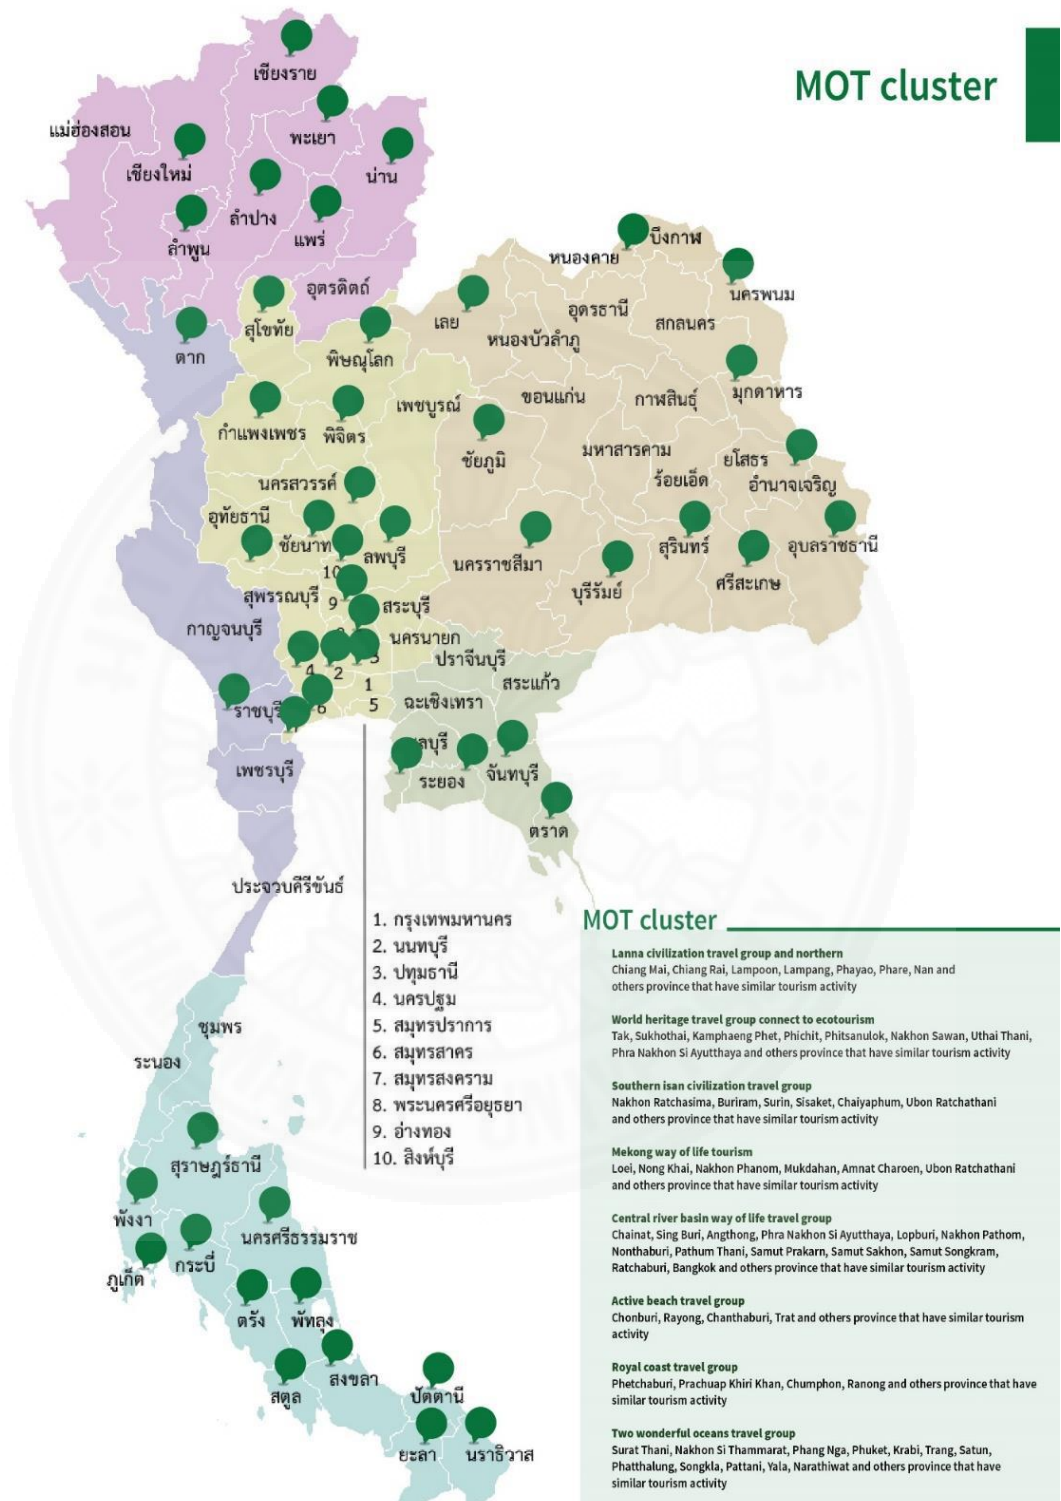 MOT cluster
เชียงราย
แม่ฮ่องสอน
พะเยา
เชียงใหม่
น่าน
ลำปาง
ลำพูน
แพร่
อุตรดิตถ์
บึงกาฬ
หนองคาย
นครพนม
สุโขทัย
เลย
อุดรธานี
สกลนคร
ตาก
พิษณุโลก
หนองบัวลำภู
มุกดาหาร
เพชบูรณ์
ขอนแก่น
กาฬสินธุ์
กำแพงเพชร
พิจิตร
ชัยภูมิ
มหาสารคาม
ยโสธร
ร้อยเอ็ด
อำนาจเจริญ
นครสวรรค์
อุทัยธานี
ชัยนาท
ลพบุรี
นครราชสีมา
สุรินทร์
อุบลราชธานี
10
สุพรรณบุรี
9
สระบุรี
บุรีรัมย์
ศรีสะเกษ
กาญจนบุรี
นครนายก
ปราจีนบุรี
4
2
3
1
สระแก้ว
ราชบุรี
6
5
ฉะเชิงเทรา
ลบุรี
เพชรบุรี
ระยอง
จันทบุรี
ตราด
ประจวบคีรีขันธ์
1. กรุงเทพมหานคร
2. นนทบุรี
3. ปทุมธานี
4. นครปฐม
5. สมุทรปราการ
6. สมุทรสาคร
7. สมุทรสงคราม
8. พระนครศรีอยุธยา
9. อ่างทอง
10. สิงห์บุรี
ชุมพร
ระนอง
สุราษฎร์ธานี
พังงา
นครศรีธรรมราช
กระบี่
ภูเก็ต
ตรัง
พัทลุง
สงขลา
สตูล
ปัตตานี
ยะลา
นราธิวาส
MOT cluster
Lanna civilization travel group and northern
Chiang Mai, Chiang Rai, Lampoon, Lampang, Phayao, Phare, Nan and
others province that have similar tourism activity
World heritage travel group connect to ecotourism
Tak, Sukhothai, Kamphaeng Phet, Phichit, Phitsanulok, Nakhon Sawan, Uthai Thani,
Phra Nakhon Si Ayutthaya and others province that have similar tourism activity
Southern isan civilization travel group
Nakhon Ratchasima, Buriram, Surin, Sisaket, Chaiyaphum, Ubon Ratchathani
and others province that have similar tourism activity
Mekong way of life tourism
Loei, Nong Khai, Nakhon Phanom, Mukdahan, Amnat Charoen, Ubon Ratchathani
and others province that have similar tourism activity
Central river basin way of life travel group
Chainat, Sing Buri, Angthong, Phra Nakhon Si Ayutthaya, Lopburi, Nakhon Pathom,
Nonthaburi, Pathum Thani, Samut Prakarn, Samut Sakhon, Samut Songkram,
Ratchaburi, Bangkok and others province that have similar tourism activity
Active beach travel group
Chonburi, Rayong, Chanthaburi, Trat and others province that have similar tourism
activity
Royal coast travel group
Phetchaburi, Prachuap Khiri Khan, Chumphon, Ranong and others province that have
similar tourism activity
Two wonderful oceans travel group
Surat Thani, Nakhon Si Thammarat, Phang Nga, Phuket, Krabi, Trang, Satun,
Phatthalung, Songkla, Pattani, Yala, Narathiwat and others province that have
similar tourism activity